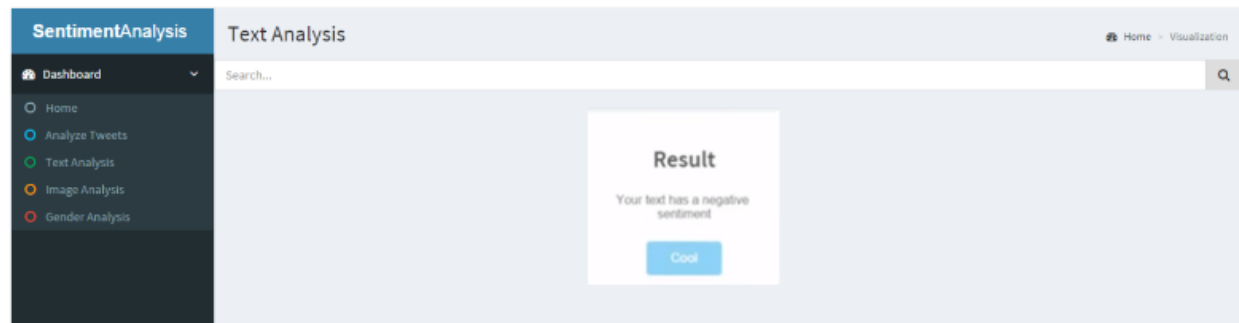 SentimentAnalysis
Text Analysis
Home > Visualization
Dashboard
Search...
Home
Analyze Tweets
Text Analysis
Image Analysis
Gender Analysis
Result
Your text has a negative
sentiment
Cool